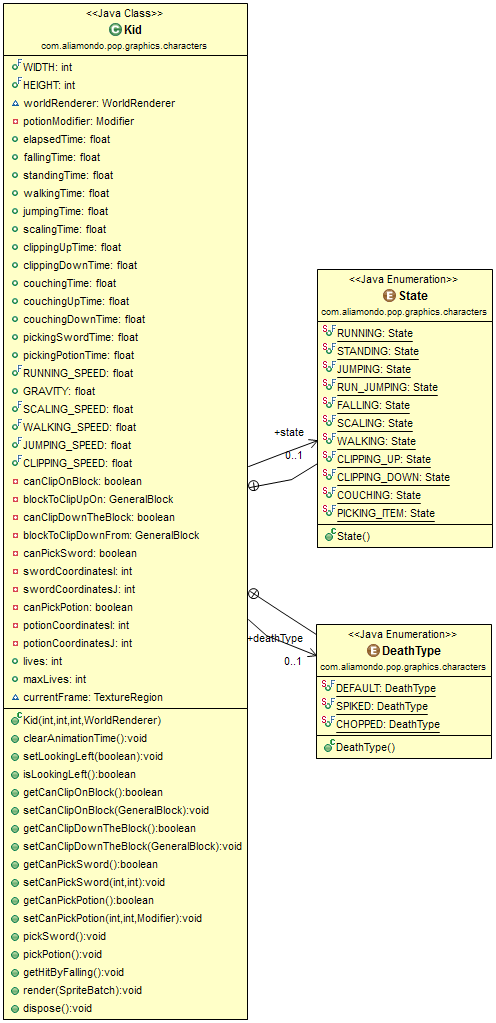 <<Java Class>>
Kid
com.aliamondo.pop.graphics.characters
WIDTH: int
HEIGHT: int
worldRenderer: WorldRenderer
potionModifier: Modifier
elapsedTime: float
fallingTime: float
standingTime: float
walkingTime: float
jumpingTime: float
scalingTime: float
clippingUpTime: float
clippingDownTime: float
couchingTime: float
couchingUpTime: float
couchingDownTime: float
pickingSwordTime: float
pickingPotionTime: float
RUNNING_SPEED: float
GRAVITY: float
SCALING_SPEED: float
WALKING_SPEED: float
JUMPING_SPEED: float
CLIPPING_SPEED: float
canClipOnBlock: boolean
blockToClipUpOn: GeneralBlock
canClipDownTheBlock: boolean
blockToClipDownFrom: GeneralBlock
canPickSword: boolean
swordCoordinatesI: int
swordCoordinatesJ: int
canPickPotion: boolean
potionCoordinatesI: int
potionCoordinatesJ: int
lives: int
maxLives: int
currentFrame: TextureRegion
Kid(int,int,int,WorldRenderer)
clearAnimationTime():void
setLookingLeft(boolean):void
isLookingLeft():boolean
getCanClipOnBlock():boolean
setCanClipOnBlock(GeneralBlock):void
getCanClipDownTheBlock():boolean
setCanClipDownTheBlock(GeneralBlock):void
getCanPickSword():boolean
setCanPickSword(int,int):void
getCanPickPotion():boolean
setCanPickPotion(int,int,Modifier):void
pickSword():void
pickPotion():void
getHitByFalling():void
render(SpriteBatch):void
dispose():void
+state
0..1
<<Java Enumeration>>
State
com.aliamondo.pop.graphics.characters
RUNNING: State
STANDING: State
JUMPING: State
RUN_JUMPING: State
FALLING: State
SCALING: State
WALKING: State
CLIPPING_UP: State
CLIPPING_DOWN: State
COUCHING: State
PICKING_ITEM: State
State()
+deathType
0..1
<<Java Enumeration>>
DeathType
com.aliamondo.pop.graphics.characters
DEFAULT: DeathType
SPIKED: DeathType
CHOPPED: DeathType
DeathType()